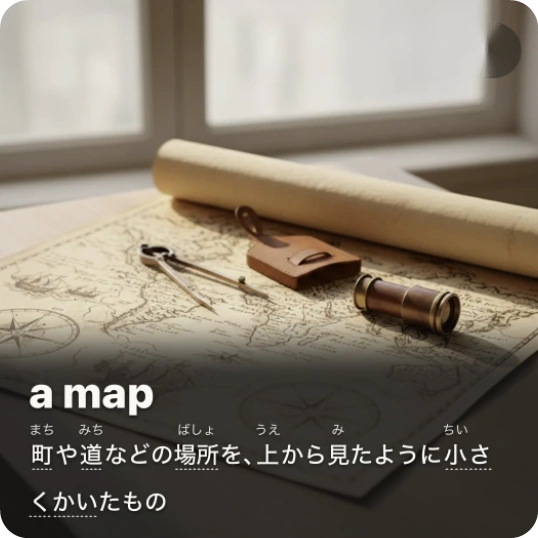 a map
まち みち ばしょ うえ み ちい
町や道などの場所を、上から見たように小さ
くかいたもの